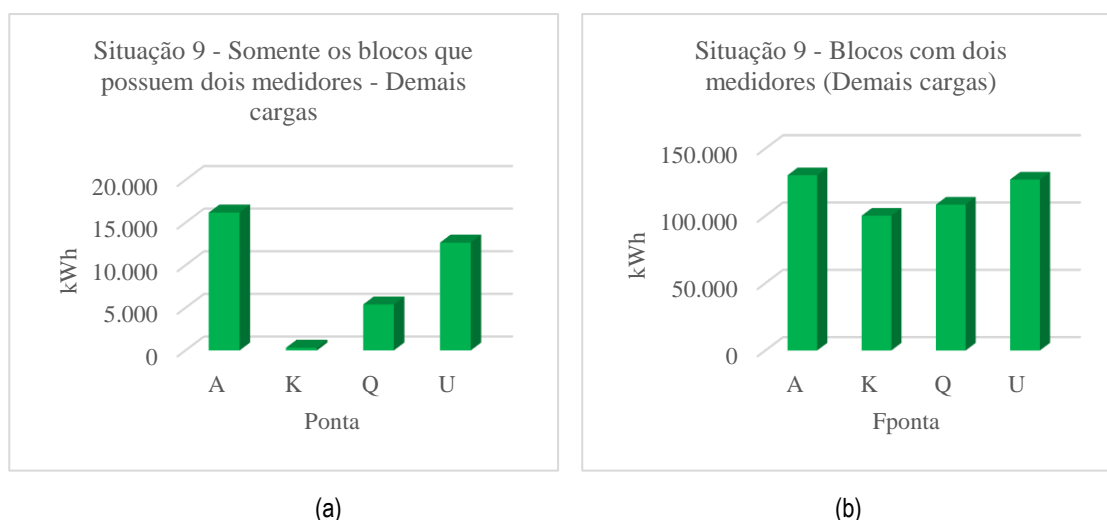 Situação 9 - Somente os blocos que
possuem dois medidores - Demais
cargas
20.000
15.000
10.000
5.000
0
kWh
A K Q U
Ponta
(a)
Situação 9 - Blocos com dois
medidores (Demais cargas)
150.000
100.000
50.000
0
kWh
A K Q U
Fponta
(b)